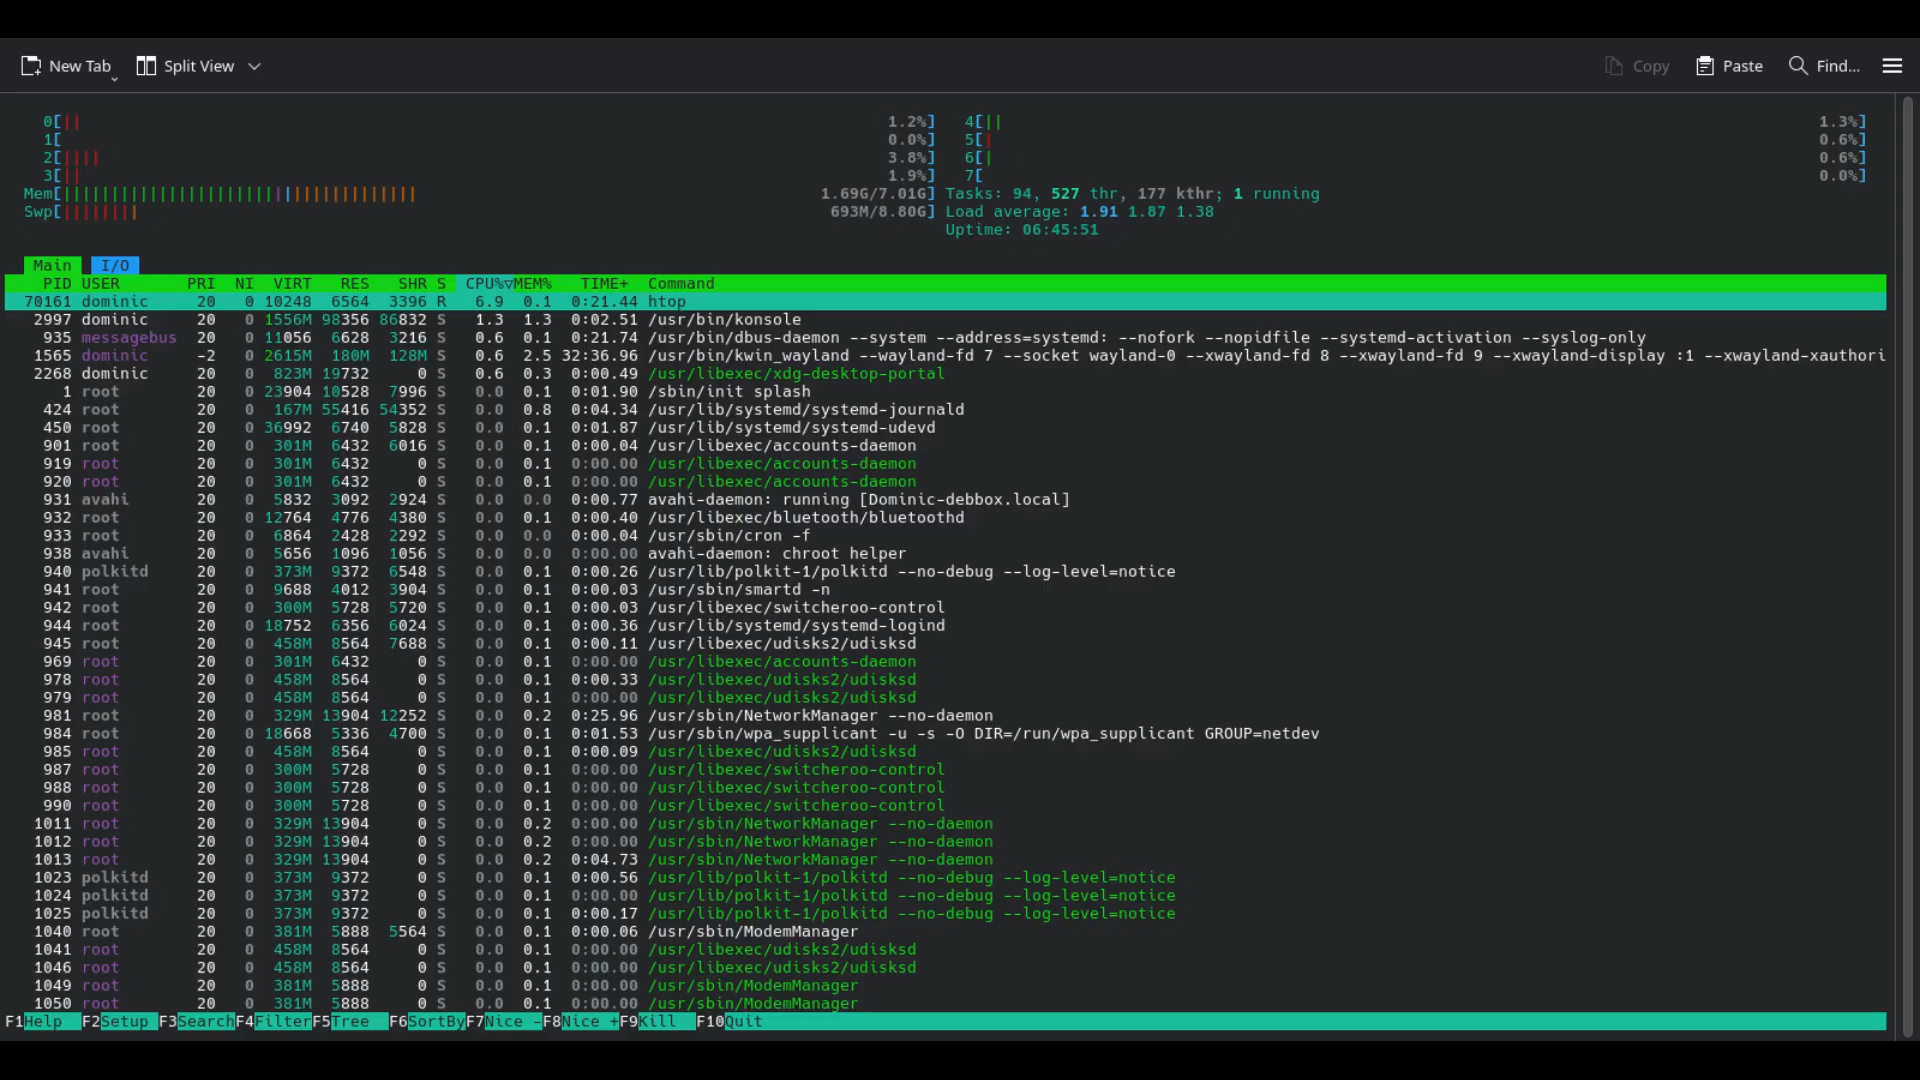 New Tab Split View Copy Paste Find...
0[|| 1.2%] 4[|| 1.3%]
1[ 0.0%] 5[| 0.6%]
2[|||| 3.8%] 6[| 0.6%]
3[|| 1.9%] 7[ 0.0%]
Mem[||||||||||||||||||||||||||||||||||||| 1.69G/7.01G] Tasks: 94, 527 thr, 177 kthr; 1 running
Swp[|||||||| 693M/8.80G] Load average: 1.91 1.87 1.38
Uptime: 06:45:51
Main I/O
PID USER PRI NI VIRT RES SHR S CPU%▽MEM% TIME+ Command
70161 dominic 20 0 10248 6564 3396 R 6.9 0.1 0:21.44 htop
2997 dominic 20 0 1556M 98356 86832 S 1.3 1.3 0:02.51 /usr/bin/konsole
935 messagebus 20 0 11056 6628 3216 S 0.6 0.1 0:21.74 /usr/bin/dbus-daemon --system --address=systemd: --nofork --nopidfile --systemd-activation --syslog-only
1565 dominic -2 0 2615M 180M 128M S 0.6 2.5 32:36.96 /usr/bin/kwin_wayland --wayland-fd 7 --socket wayland-0 --xwayland-fd 8 --xwayland-fd 9 --xwayland-display :1 --xwayland-xauthori
2268 dominic 20 0 823M 19732 0 S 0.6 0.3 0:00.49 /usr/libexec/xdg-desktop-portal
1 root 20 0 23904 10528 7996 S 0.0 0.1 0:01.90 /sbin/init splash
424 root 20 0 167M 55416 54352 S 0.0 0.8 0:04.34 /usr/lib/systemd/systemd-journald
450 root 20 0 36992 6740 5828 S 0.0 0.1 0:01.87 /usr/lib/systemd/systemd-udevd
901 root 20 0 301M 6432 6016 S 0.0 0.1 0:00.04 /usr/libexec/accounts-daemon
919 root 20 0 301M 6432 0 S 0.0 0.1 0:00.00 /usr/libexec/accounts-daemon
920 root 20 0 301M 6432 0 S 0.0 0.1 0:00.00 /usr/libexec/accounts-daemon
931 avahi 20 0 5832 3092 2924 S 0.0 0.0 0:00.77 avahi-daemon: running [Dominic-debbox.local]
932 root 20 0 12764 4776 4380 S 0.0 0.1 0:00.40 /usr/libexec/bluetooth/bluetoothd
933 root 20 0 6864 2428 2292 S 0.0 0.0 0:00.04 /usr/sbin/cron -f
938 avahi 20 0 5656 1096 1056 S 0.0 0.0 0:00.00 avahi-daemon: chroot helper
940 polkitd 20 0 373M 9372 6548 S 0.0 0.1 0:00.26 /usr/lib/polkit-1/polkitd --no-debug --log-level=notice
941 root 20 0 9688 4012 3904 S 0.0 0.1 0:00.03 /usr/sbin/smartd -n
942 root 20 0 300M 5728 5720 S 0.0 0.1 0:00.03 /usr/libexec/switcheroo-control
944 root 20 0 18752 6356 6024 S 0.0 0.1 0:00.36 /usr/lib/systemd/systemd-logind
945 root 20 0 458M 8564 7688 S 0.0 0.1 0:00.11 /usr/libexec/udisks2/udisksd
969 root 20 0 301M 6432 0 S 0.0 0.1 0:00.00 /usr/libexec/accounts-daemon
978 root 20 0 458M 8564 0 S 0.0 0.1 0:00.33 /usr/libexec/udisks2/udisksd
979 root 20 0 458M 8564 0 S 0.0 0.1 0:00.00 /usr/libexec/udisks2/udisksd
981 root 20 0 329M 13904 12252 S 0.0 0.2 0:25.96 /usr/sbin/NetworkManager --no-daemon
984 root 20 0 18668 5336 4700 S 0.0 0.1 0:01.53 /usr/sbin/wpa_supplicant -u -s -O DIR=/run/wpa_supplicant GROUP=netdev
985 root 20 0 458M 8564 0 S 0.0 0.1 0:00.09 /usr/libexec/udisks2/udisksd
987 root 20 0 300M 5728 0 S 0.0 0.1 0:00.00 /usr/libexec/switcheroo-control
988 root 20 0 300M 5728 0 S 0.0 0.1 0:00.00 /usr/libexec/switcheroo-control
990 root 20 0 300M 5728 0 S 0.0 0.1 0:00.00 /usr/libexec/switcheroo-control
1011 root 20 0 329M 13904 0 S 0.0 0.2 0:00.00 /usr/sbin/NetworkManager --no-daemon
1012 root 20 0 329M 13904 0 S 0.0 0.2 0:00.00 /usr/sbin/NetworkManager --no-daemon
1013 root 20 0 329M 13904 0 S 0.0 0.2 0:04.73 /usr/sbin/NetworkManager --no-daemon
1023 polkitd 20 0 373M 9372 0 S 0.0 0.1 0:00.56 /usr/lib/polkit-1/polkitd --no-debug --log-level=notice
1024 polkitd 20 0 373M 9372 0 S 0.0 0.1 0:00.00 /usr/lib/polkit-1/polkitd --no-debug --log-level=notice
1025 polkitd 20 0 373M 9372 0 S 0.0 0.1 0:00.17 /usr/lib/polkit-1/polkitd --no-debug --log-level=notice
1040 root 20 0 381M 5888 5564 S 0.0 0.1 0:00.06 /usr/sbin/ModemManager
1041 root 20 0 458M 8564 0 S 0.0 0.1 0:00.00 /usr/libexec/udisks2/udisksd
1046 root 20 0 458M 8564 0 S 0.0 0.1 0:00.00 /usr/libexec/udisks2/udisksd
1049 root 20 0 381M 5888 0 S 0.0 0.1 0:00.00 /usr/sbin/ModemManager
1050 root 20 0 381M 5888 0 S 0.0 0.1 0:00.00 /usr/sbin/ModemManager
F1Help F2Setup F3SearchF4FilterF5Tree F6SortByF7Nice -F8Nice +F9Kill F10Quit